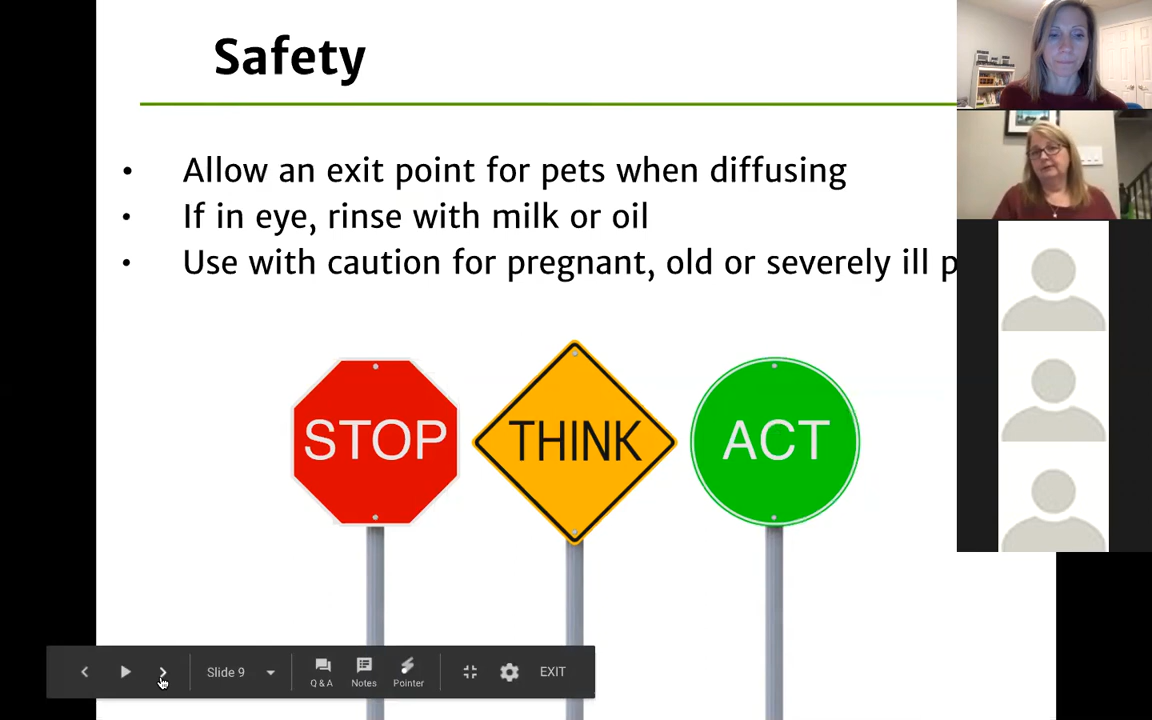 Safety
• Allow an exit point for pets when diffusing
• If in eye, rinse with milk or oil
• Use with caution for pregnant, old or severely ill p
STOP
THINK
ACT
Slide 9
Q & A
Notes
Pointer
EXIT